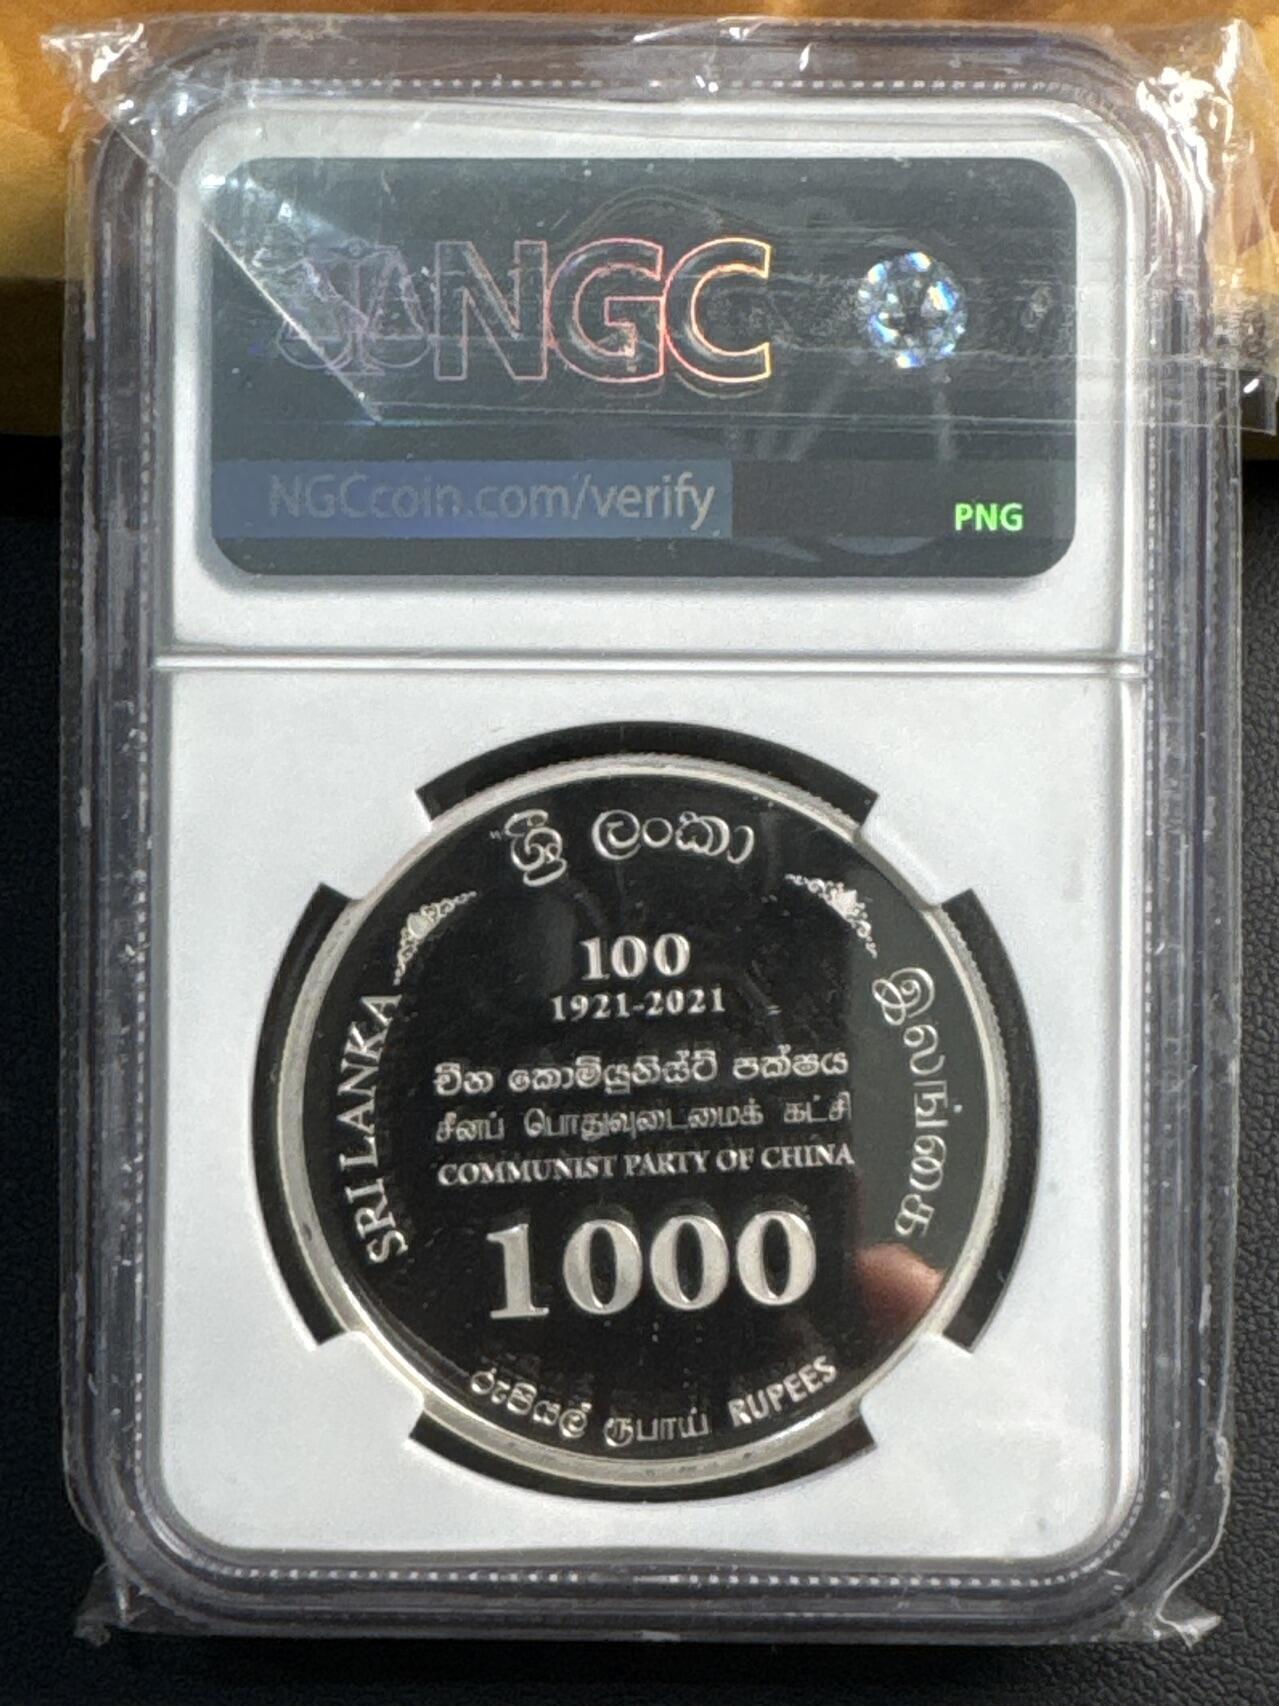 NGC
NGCcoin.com/verify
PNG
ශ්‍රී ලංකා
SRI LANKA
இலங்கை
100
1921-2021
චීන කොමියුනිස්ට් පක්ෂය
சீனப் பொதுவுடைமைக் கட்சி
COMMUNIST PARTY OF CHINA
1000
රුපියල් ரூபாய் RUPEES